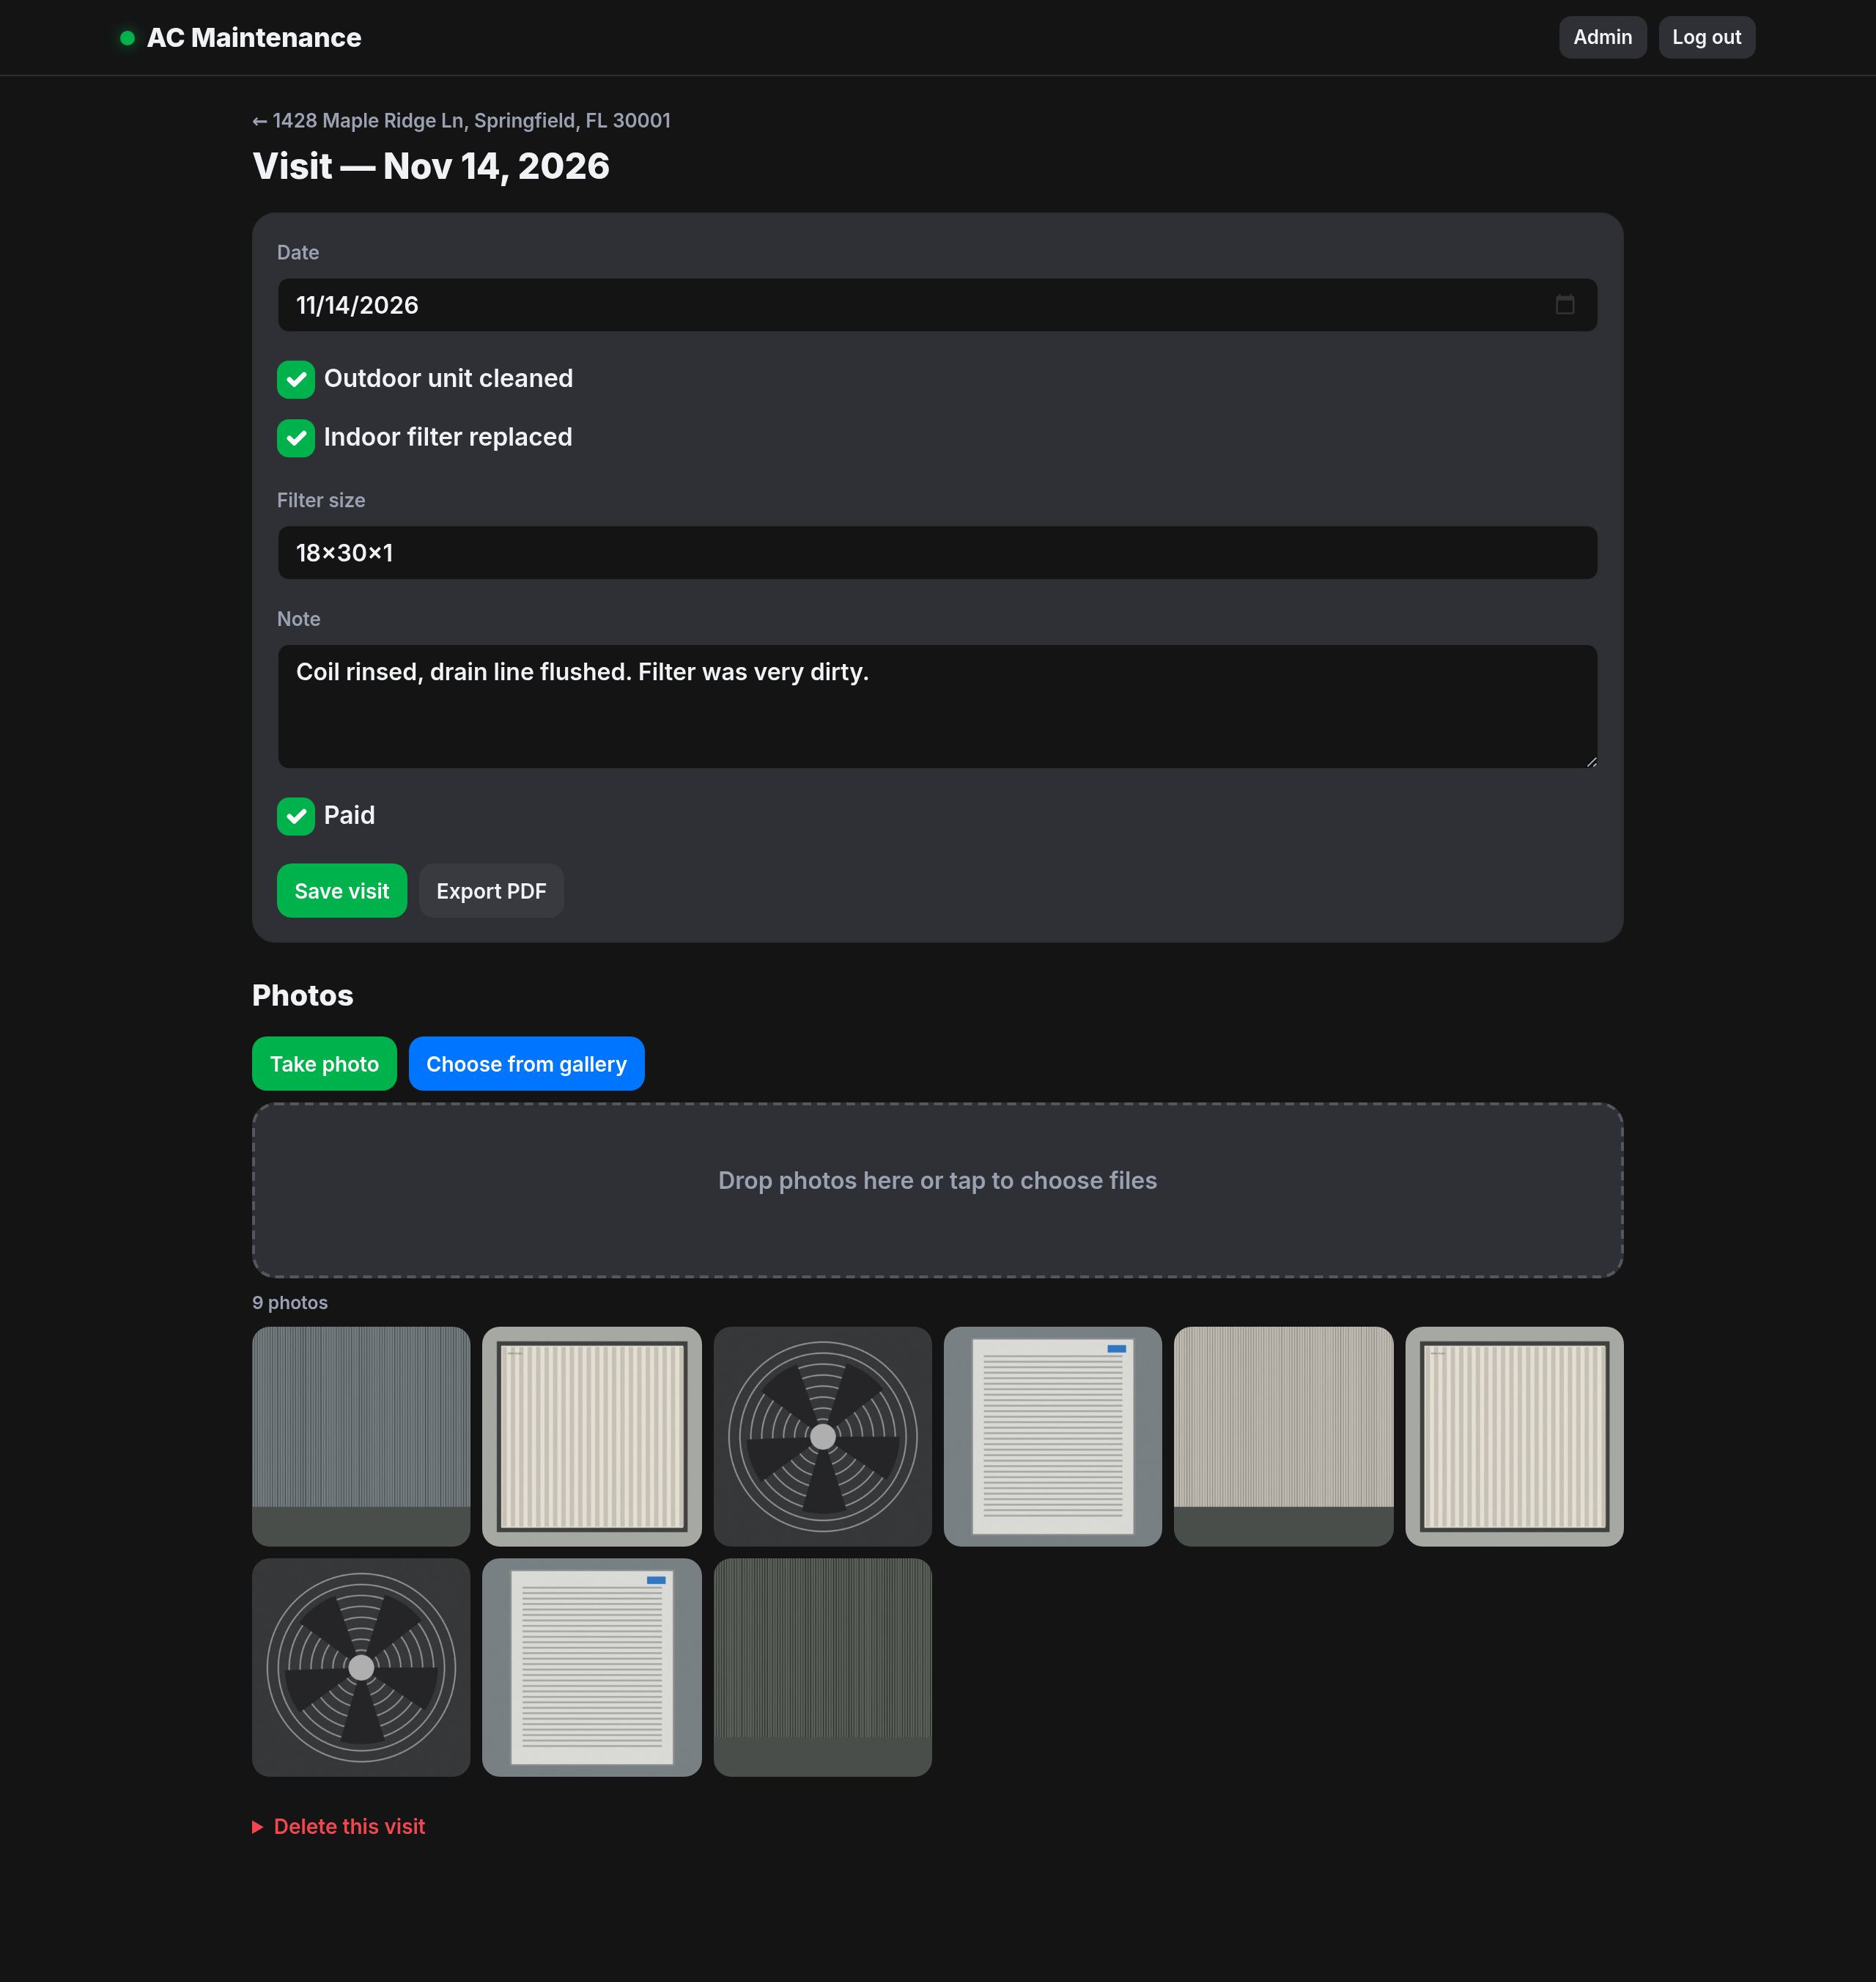 AC Maintenance
Admin
Log out
← 1428 Maple Ridge Ln, Springfield, FL 30001
Visit — Nov 14, 2026
Date
11/14/2026
Outdoor unit cleaned
Indoor filter replaced
Filter size
18×30×1
Note
Coil rinsed, drain line flushed. Filter was very dirty.
Paid
Save visit
Export PDF
Photos
Take photo
Choose from gallery
Drop photos here or tap to choose files
9 photos
Delete this visit